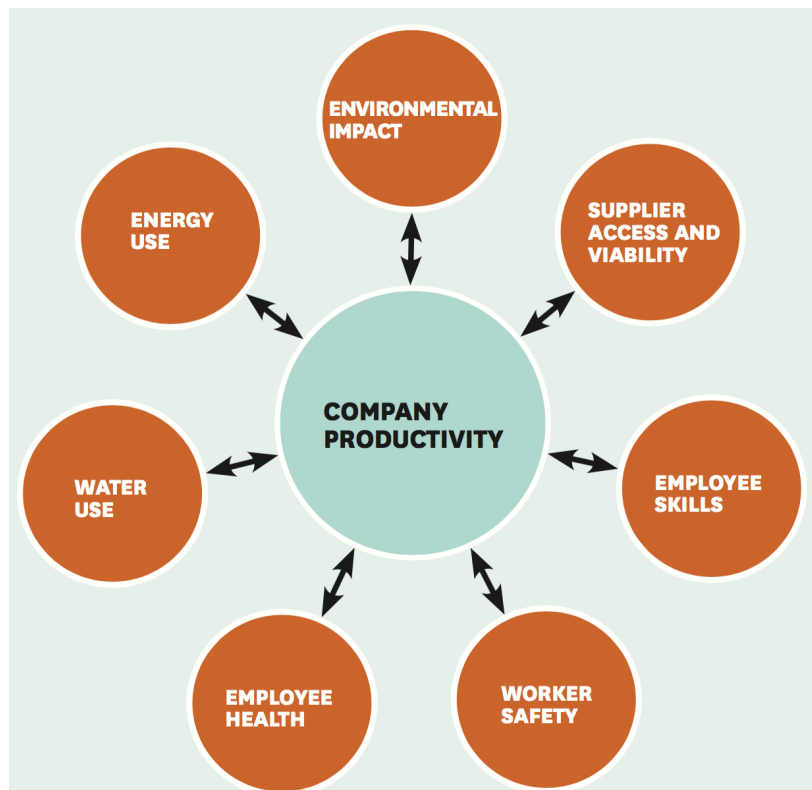 ENVIRONMENTAL
IMPACT
SUPPLIER
ACCESS AND
VIABILITY
EMPLOYEE
SKILLS
WORKER
SAFETY
EMPLOYEE
HEALTH
WATER
USE
ENERGY
USE
COMPANY
PRODUCTIVITY